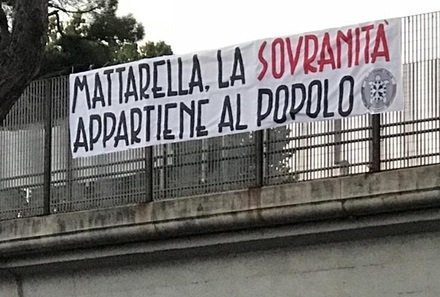 MATTARELLA, LA SOVRANITÀ
APPARTIENE AL POPOLO